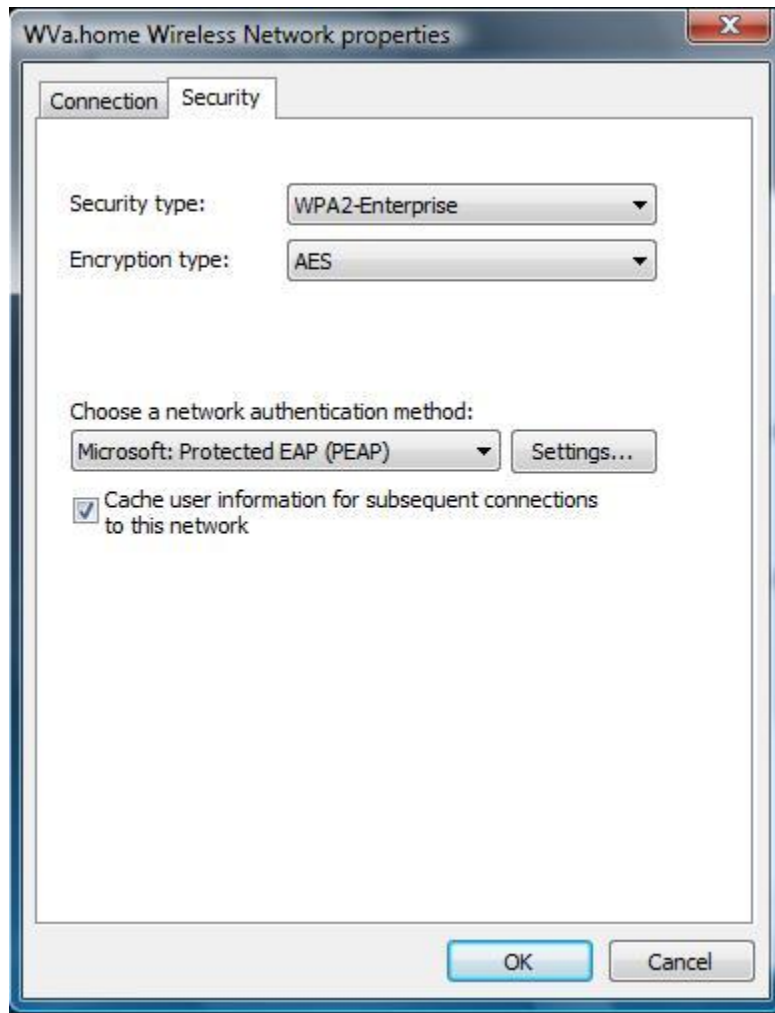 WVa.home Wireless Network properties
Connection Security
Security type: WPA2-Enterprise
Encryption type: AES
Choose a network authentication method:
Microsoft: Protected EAP (PEAP) Settings...
Cache user information for subsequent connections
to this network
OK Cancel